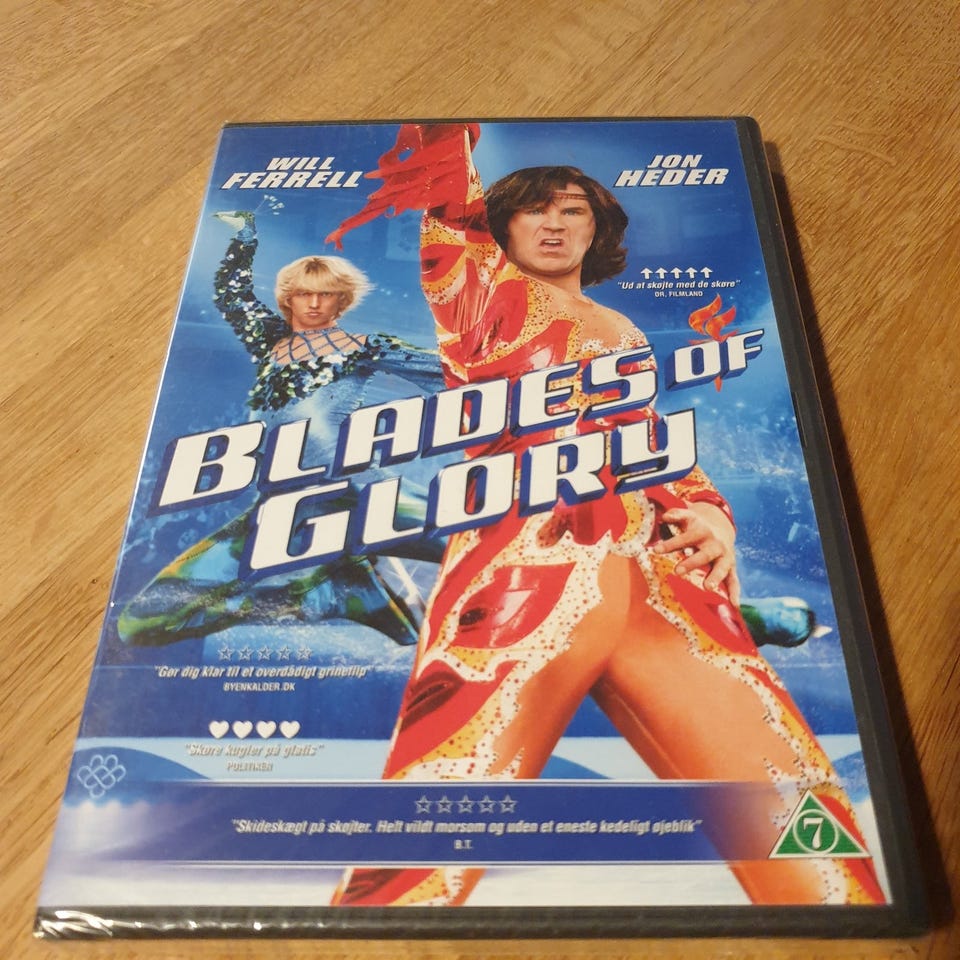 WILL
FERRELL
JON
HEDER
"Ud at skøjte med de skøre"
DR. FILMLAND
BLADES OF
GLORY
"Gør dig klar til et overdådigt grineflip"
BYENKALDER.DK
"Skøre kugler på glatis"
POLITIKEN
"Skideskægt på skøjter. Helt vildt morsom og uden et eneste kedeligt øjeblik"
B.T.
7